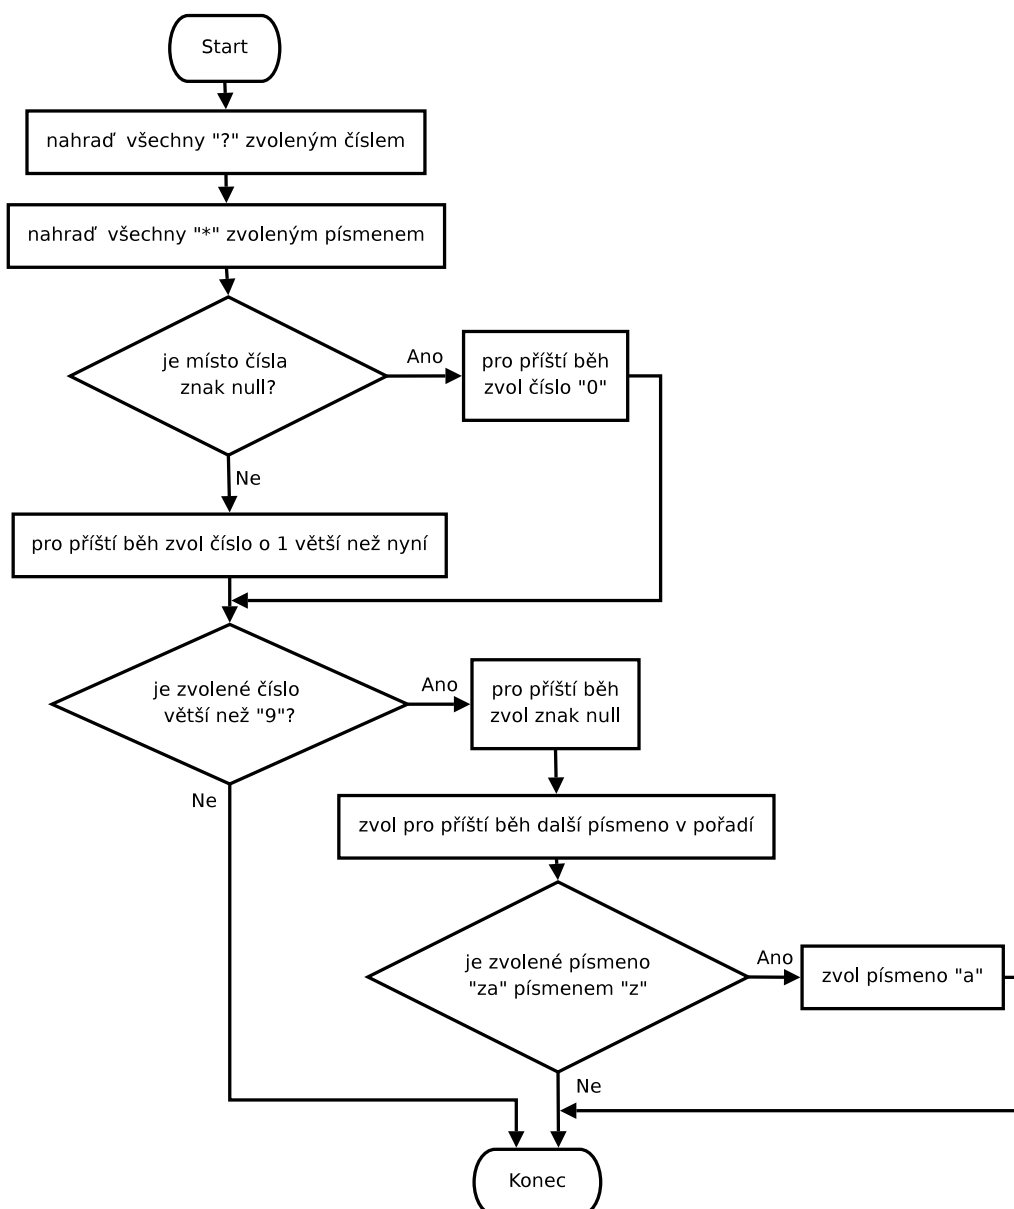 Start
nahraď  všechny "?" zvoleným číslem
nahraď  všechny "*" zvoleným písmenem
je místo čísla
znak null?
Ano
pro příští běh
zvol číslo "0"
Ne
pro příští běh zvol číslo o 1 větší než nyní
je zvolené číslo
větší než "9"?
Ano
pro příští běh
zvol znak null
Ne
zvol pro příští běh další písmeno v pořadí
je zvolené písmeno
"za" písmenem "z"
Ano
zvol písmeno "a"
Ne
Konec